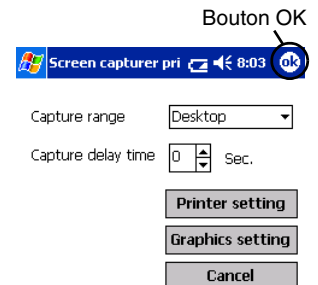 Bouton OK
Screen capturer pri 8:03 ok
Capture range Desktop
Capture delay time 0 Sec.
Printer setting
Graphics setting
Cancel